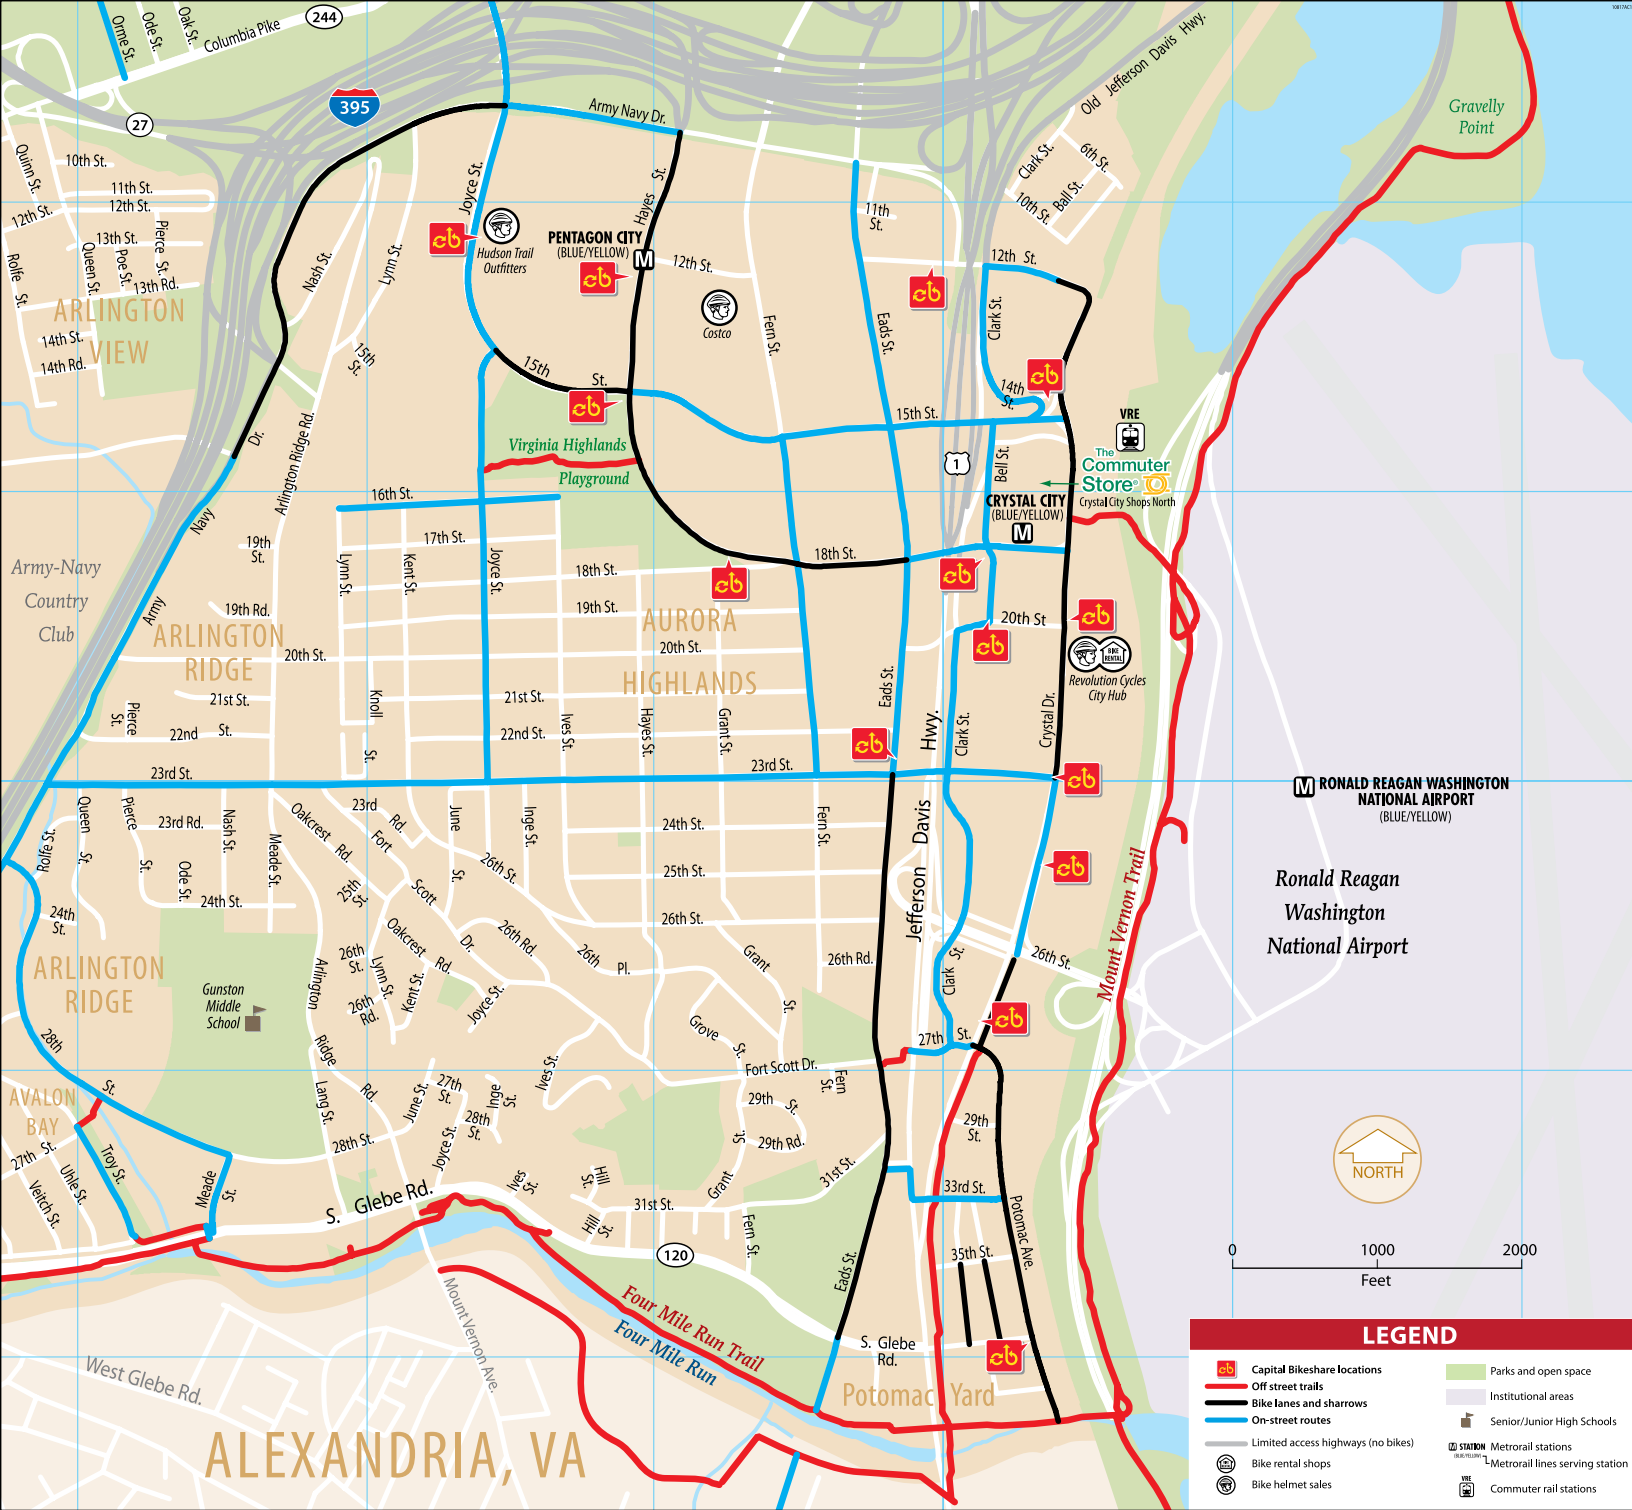 10817AC1
244
Orme St.
Ode St.
Oak St.
Columbia Pike
27
395
Army Navy Dr.
Old Jefferson Davis Hwy.
Gravelly
Point
Quinn St.
10th St.
11th St.
12th St.
12th St.
13th St.
Pierce St.
Queen St.
Poe St.
13th Rd.
Rolfe St.
ARLINGTON
VIEW
14th St.
14th Rd.
Nash St.
Lynn St.
15th
St.
Joyce St.
Hudson Trail
Outfitters
PENTAGON CITY
(BLUE/YELLOW)
M
Hayes St.
12th St.
Costco
Fern St.
11th
St.
Eads St.
12th St.
Clark St.
14th
St.
Clark St.
6th St.
Ball St.
10th St.
15th St.
15th St.
Virginia Highlands
Playground
1
Bell St.
VRE
The
Commuter
Store
Crystal City Shops North
CRYSTAL CITY
(BLUE/YELLOW)
M
Arlington Ridge Rd.
Army Navy Dr.
16th St.
17th St.
19th
St.
Lynn St.
Kent St.
Joyce St.
18th St.
18th St.
19th St.
19th Rd.
Army-Navy
Country
Club
ARLINGTON
RIDGE
20th St.
AURORA
HIGHLANDS
20th St.
20th St
Revolution Cycles
City Hub
BIKE
RENTAL
21st St.
21st St.
Pierce
St.
22nd St.
Knoll
St.
22nd St.
Ives St.
Hayes St.
Grant St.
Eads St.
Jefferson Davis Hwy.
Clark St.
Crystal Dr.
23rd St.
23rd St.
M RONALD REAGAN WASHINGTON
NATIONAL AIRPORT
(BLUE/YELLOW)
Ronald Reagan
Washington
National Airport
Rolfe St.
Queen
St.
Pierce
St.
23rd Rd.
Nash St.
Ode St.
24th St.
Meade St.
24th
St.
Oakcrest
Rd.
23rd
Rd.
Fort
Scott
Dr.
25th
St.
June
St.
Inge St.
26th St.
24th St.
25th St.
26th St.
Fern St.
26th Rd.
26th Rd.
26th Pl.
Grant
St.
Oakcrest
Rd.
26th
St.
Lynn St.
26th
Rd.
Kent St.
Joyce St.
ARLINGTON
RIDGE
Gunston
Middle
School
Arlington
Ridge
Rd.
Grove
St.
Fort Scott Dr.
Fern
St.
Ives St.
Clark St.
27th St.
26th St.
Mount Vernon Trail
28th
St.
AVALON
BAY
27th St.
Uhle St.
Veitch St.
Troy St.
Meade
St.
Lang St.
28th St.
June St.
27th
St.
Inge
St.
28th
St.
Joyce St.
29th
St.
29th Rd.
St.
Grant
31st St.
29th
St.
33rd St.
Potomac Ave.
35th St.
S. Glebe Rd.
Ives
St.
Hill
St.
Hill
St.
31st St.
Fern St.
120
Eads St.
Four Mile Run Trail
Four Mile Run
S. Glebe
Rd.
Potomac Yard
Mount Vernon Ave.
West Glebe Rd.
ALEXANDRIA, VA
NORTH
0 1000 2000
Feet
LEGEND
Capital Bikeshare locations
Off street trails
Bike lanes and sharrows
On-street routes
Limited access highways (no bikes)
Bike rental shops
Bike helmet sales
Parks and open space
Institutional areas
Senior/Junior High Schools
M STATION Metrorail stations
(BLUE/YELLOW) Metrorail lines serving station
VRE
Commuter rail stations